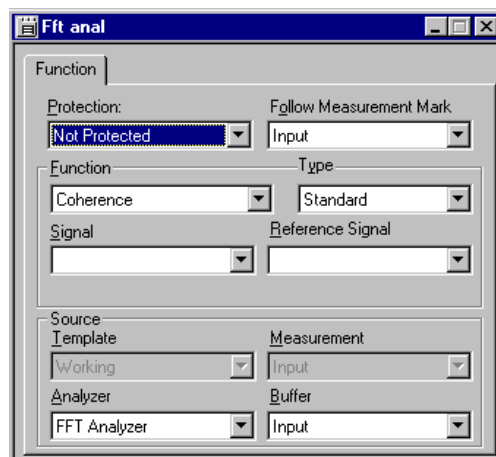 Fft anal
Function
Protection: Follow Measurement Mark
Not Protected Input
Function Type
Coherence Standard
Signal Reference Signal
Source
Template Measurement
Working Input
Analyzer Buffer
FFT Analyzer Input